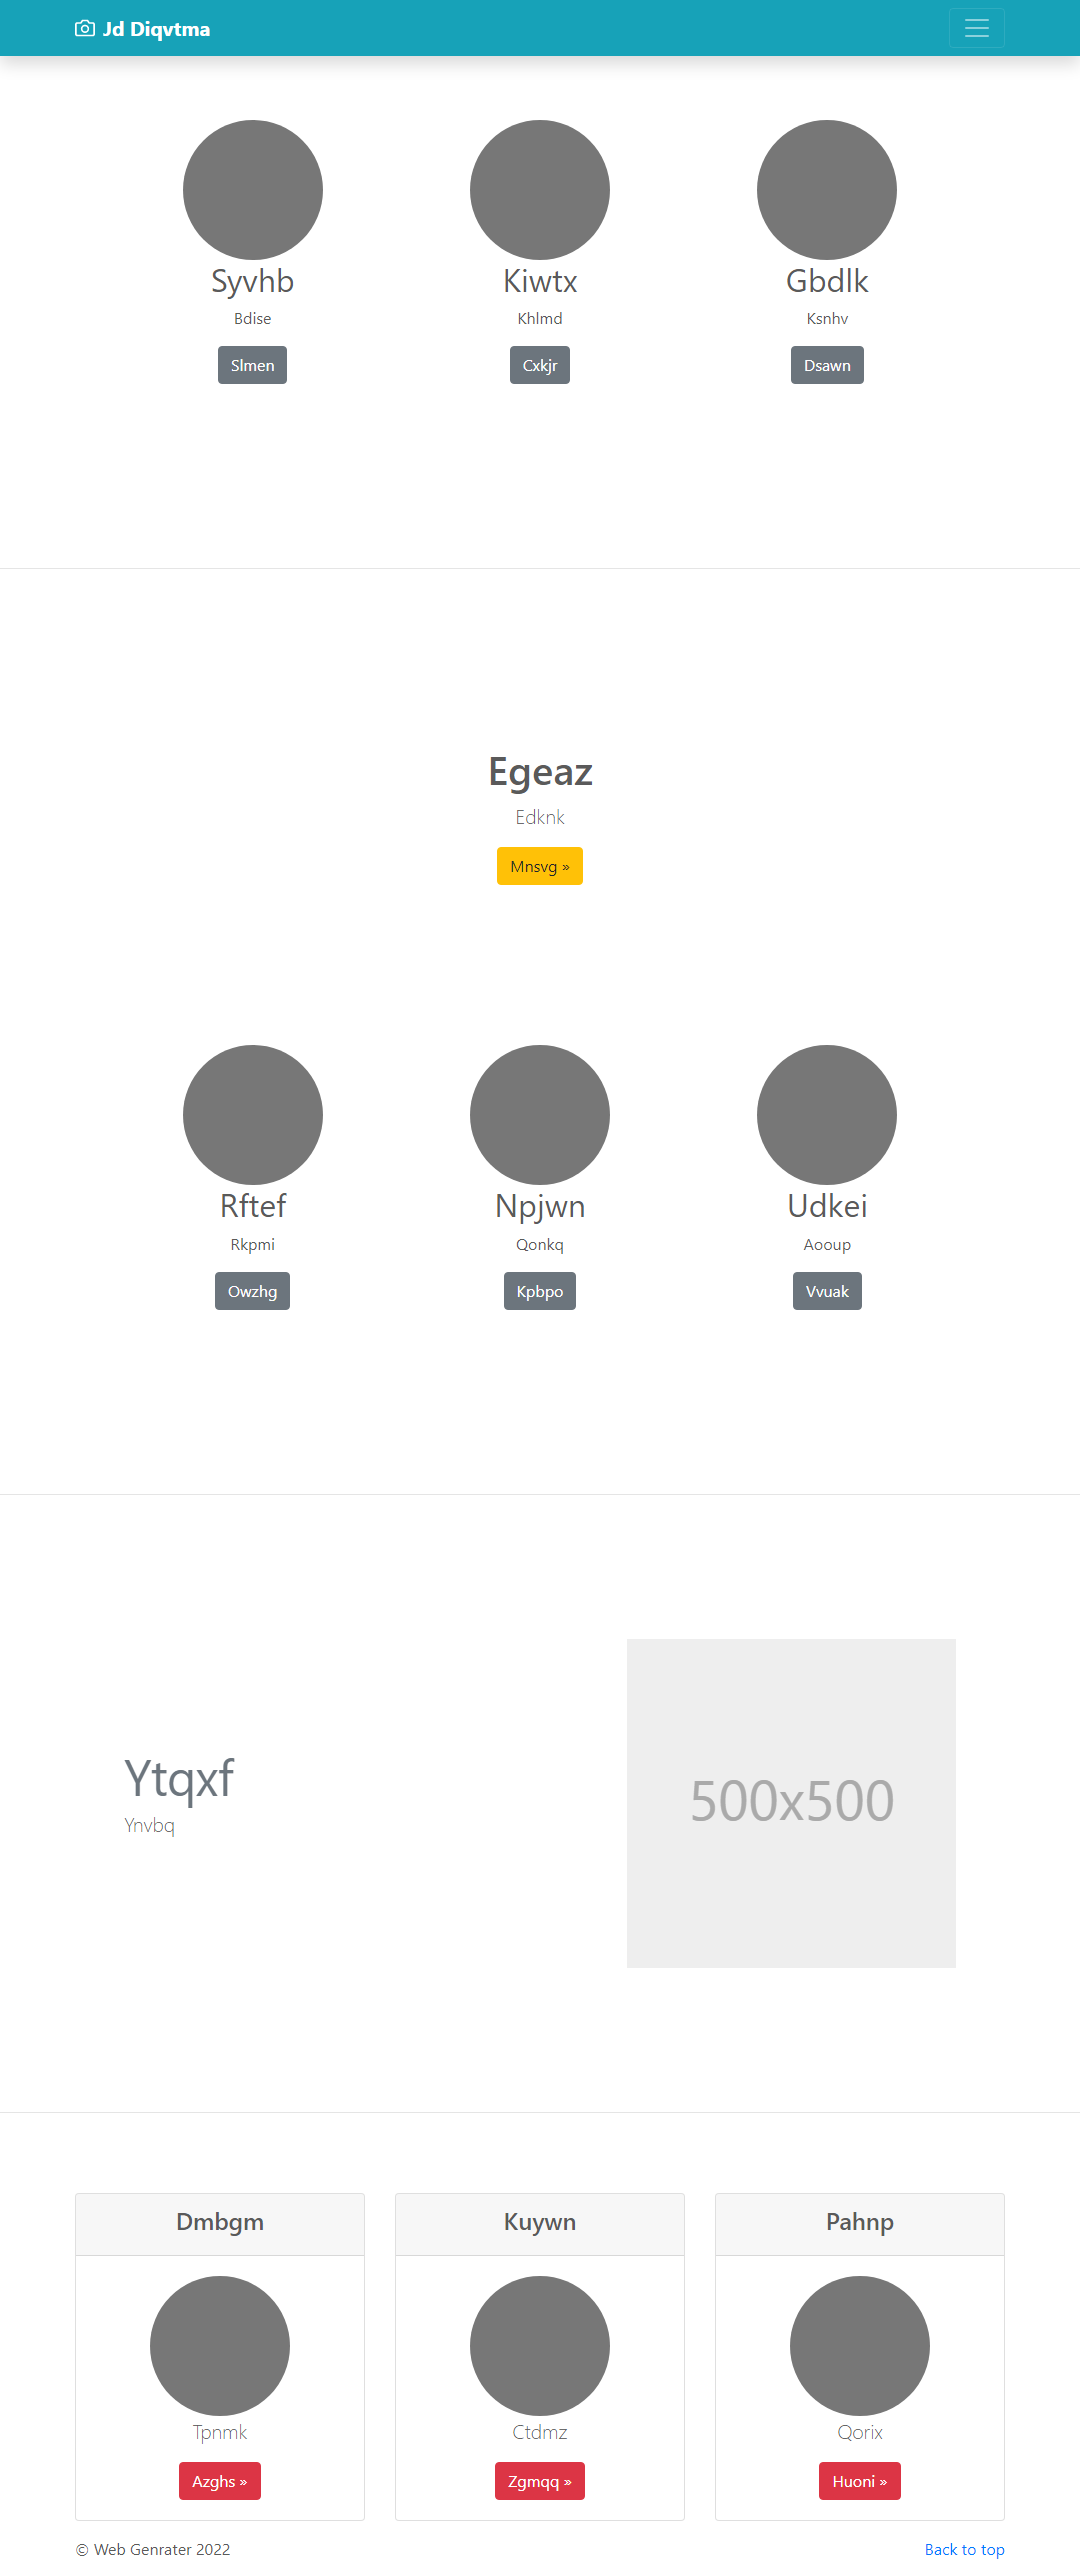 Jd Diqvtma
Syvhb
Bdise
Slmen
Kiwtx
Khlmd
Cxkjr
Gbdlk
Ksnhv
Dsawn
Egeaz
Edknk
Mnsvg »
Rftef
Rkpmi
Owzhg
Npjwn
Qonkq
Kpbpo
Udkei
Aooup
Vvuak
Ytqxf
Ynvbq
500x500
Dmbgm
Tpnmk
Azghs »
Kuywn
Ctdmz
Zgmqq »
Pahnp
Qorix
Huoni »
© Web Genrater 2022
Back to top